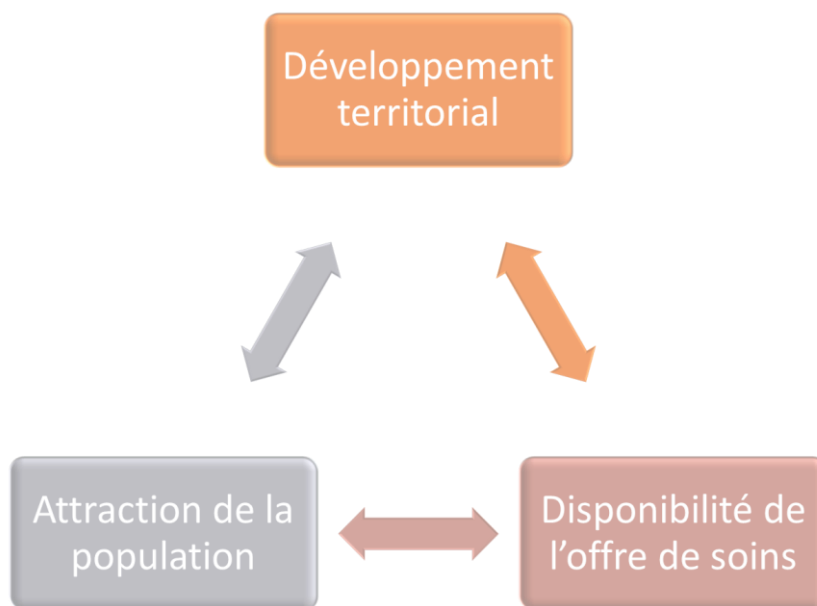 Développement
territorial
Attraction de la
population
Disponibilité de
l’offre de soins